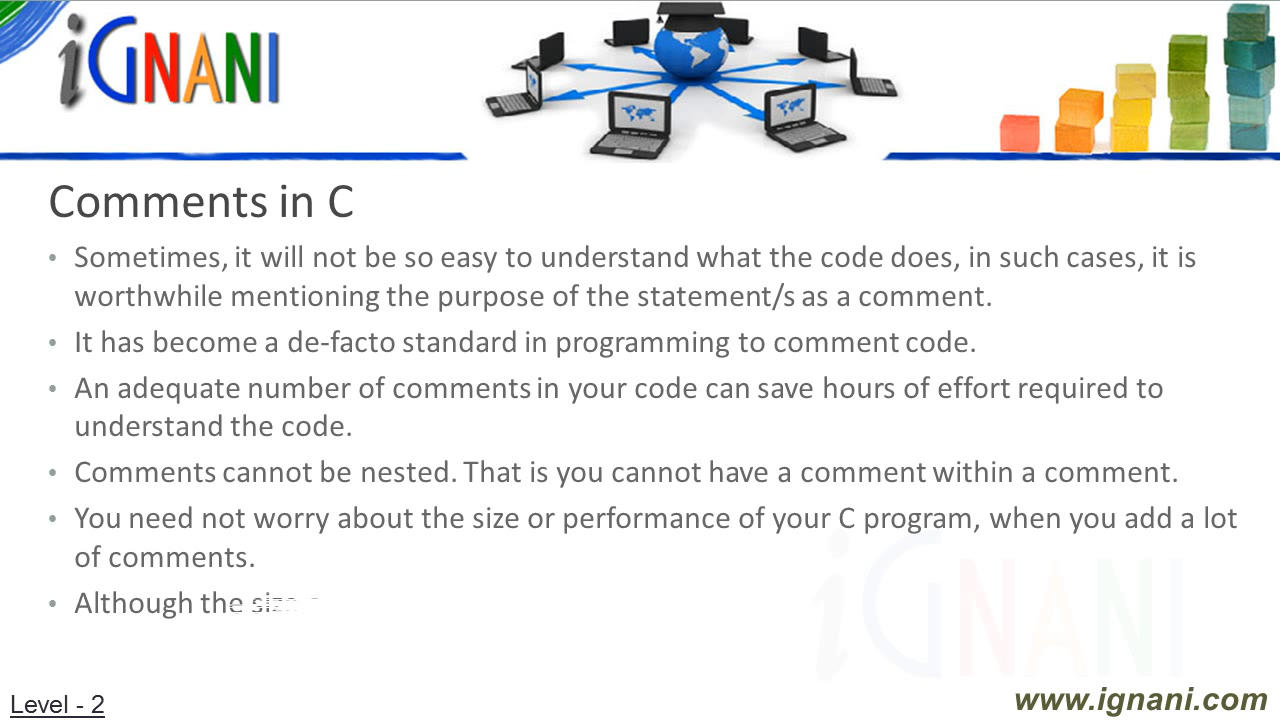 iGNANI
Comments in C
• Sometimes, it will not be so easy to understand what the code does, in such cases, it is
worthwhile mentioning the purpose of the statement/s as a comment.
• It has become a de-facto standard in programming to comment code.
• An adequate number of comments in your code can save hours of effort required to
understand the code.
• Comments cannot be nested. That is you cannot have a comment within a comment.
• You need not worry about the size or performance of your C program, when you add a lot
of comments.
• Although the size
iGNANI
Level - 2
www.ignani.com